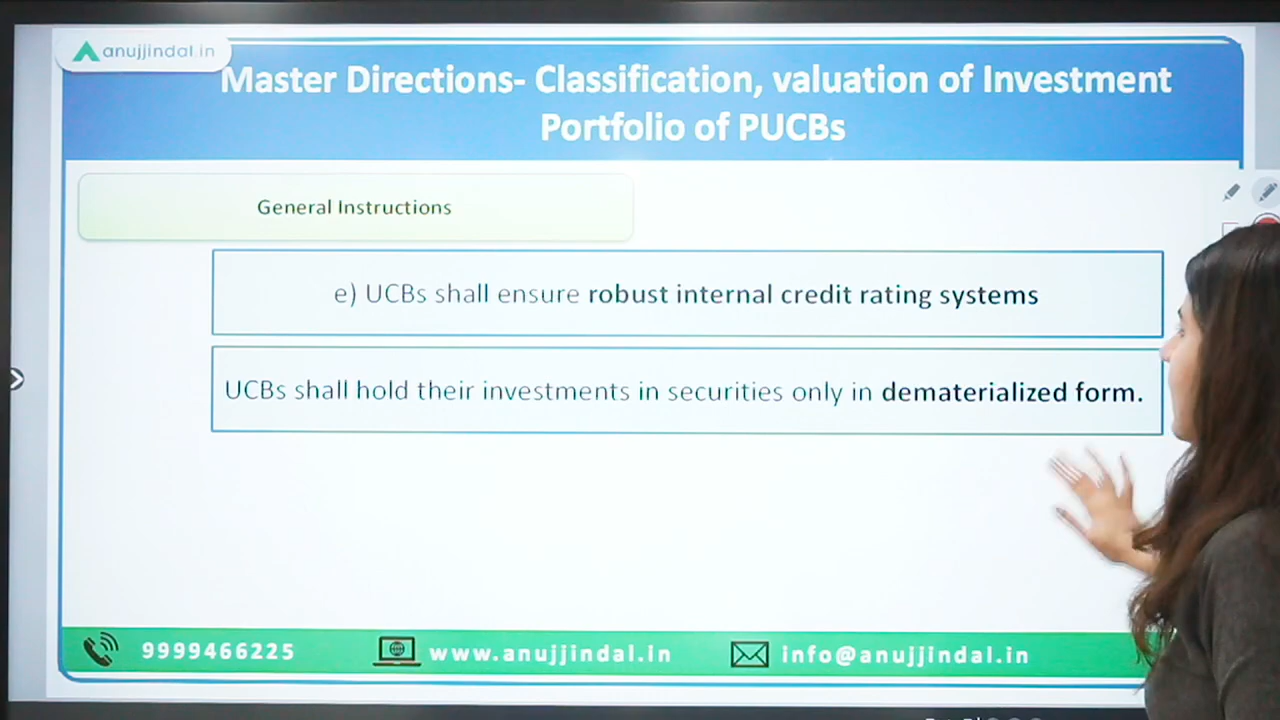 anujjindal.in
Master Directions- Classification, valuation of Investment
Portfolio of PUCBs
General Instructions
e) UCBs shall ensure robust internal credit rating systems
UCBs shall hold their investments in securities only in dematerialized form.
9999466225 www.anujjindal.in info@anujjindal.in